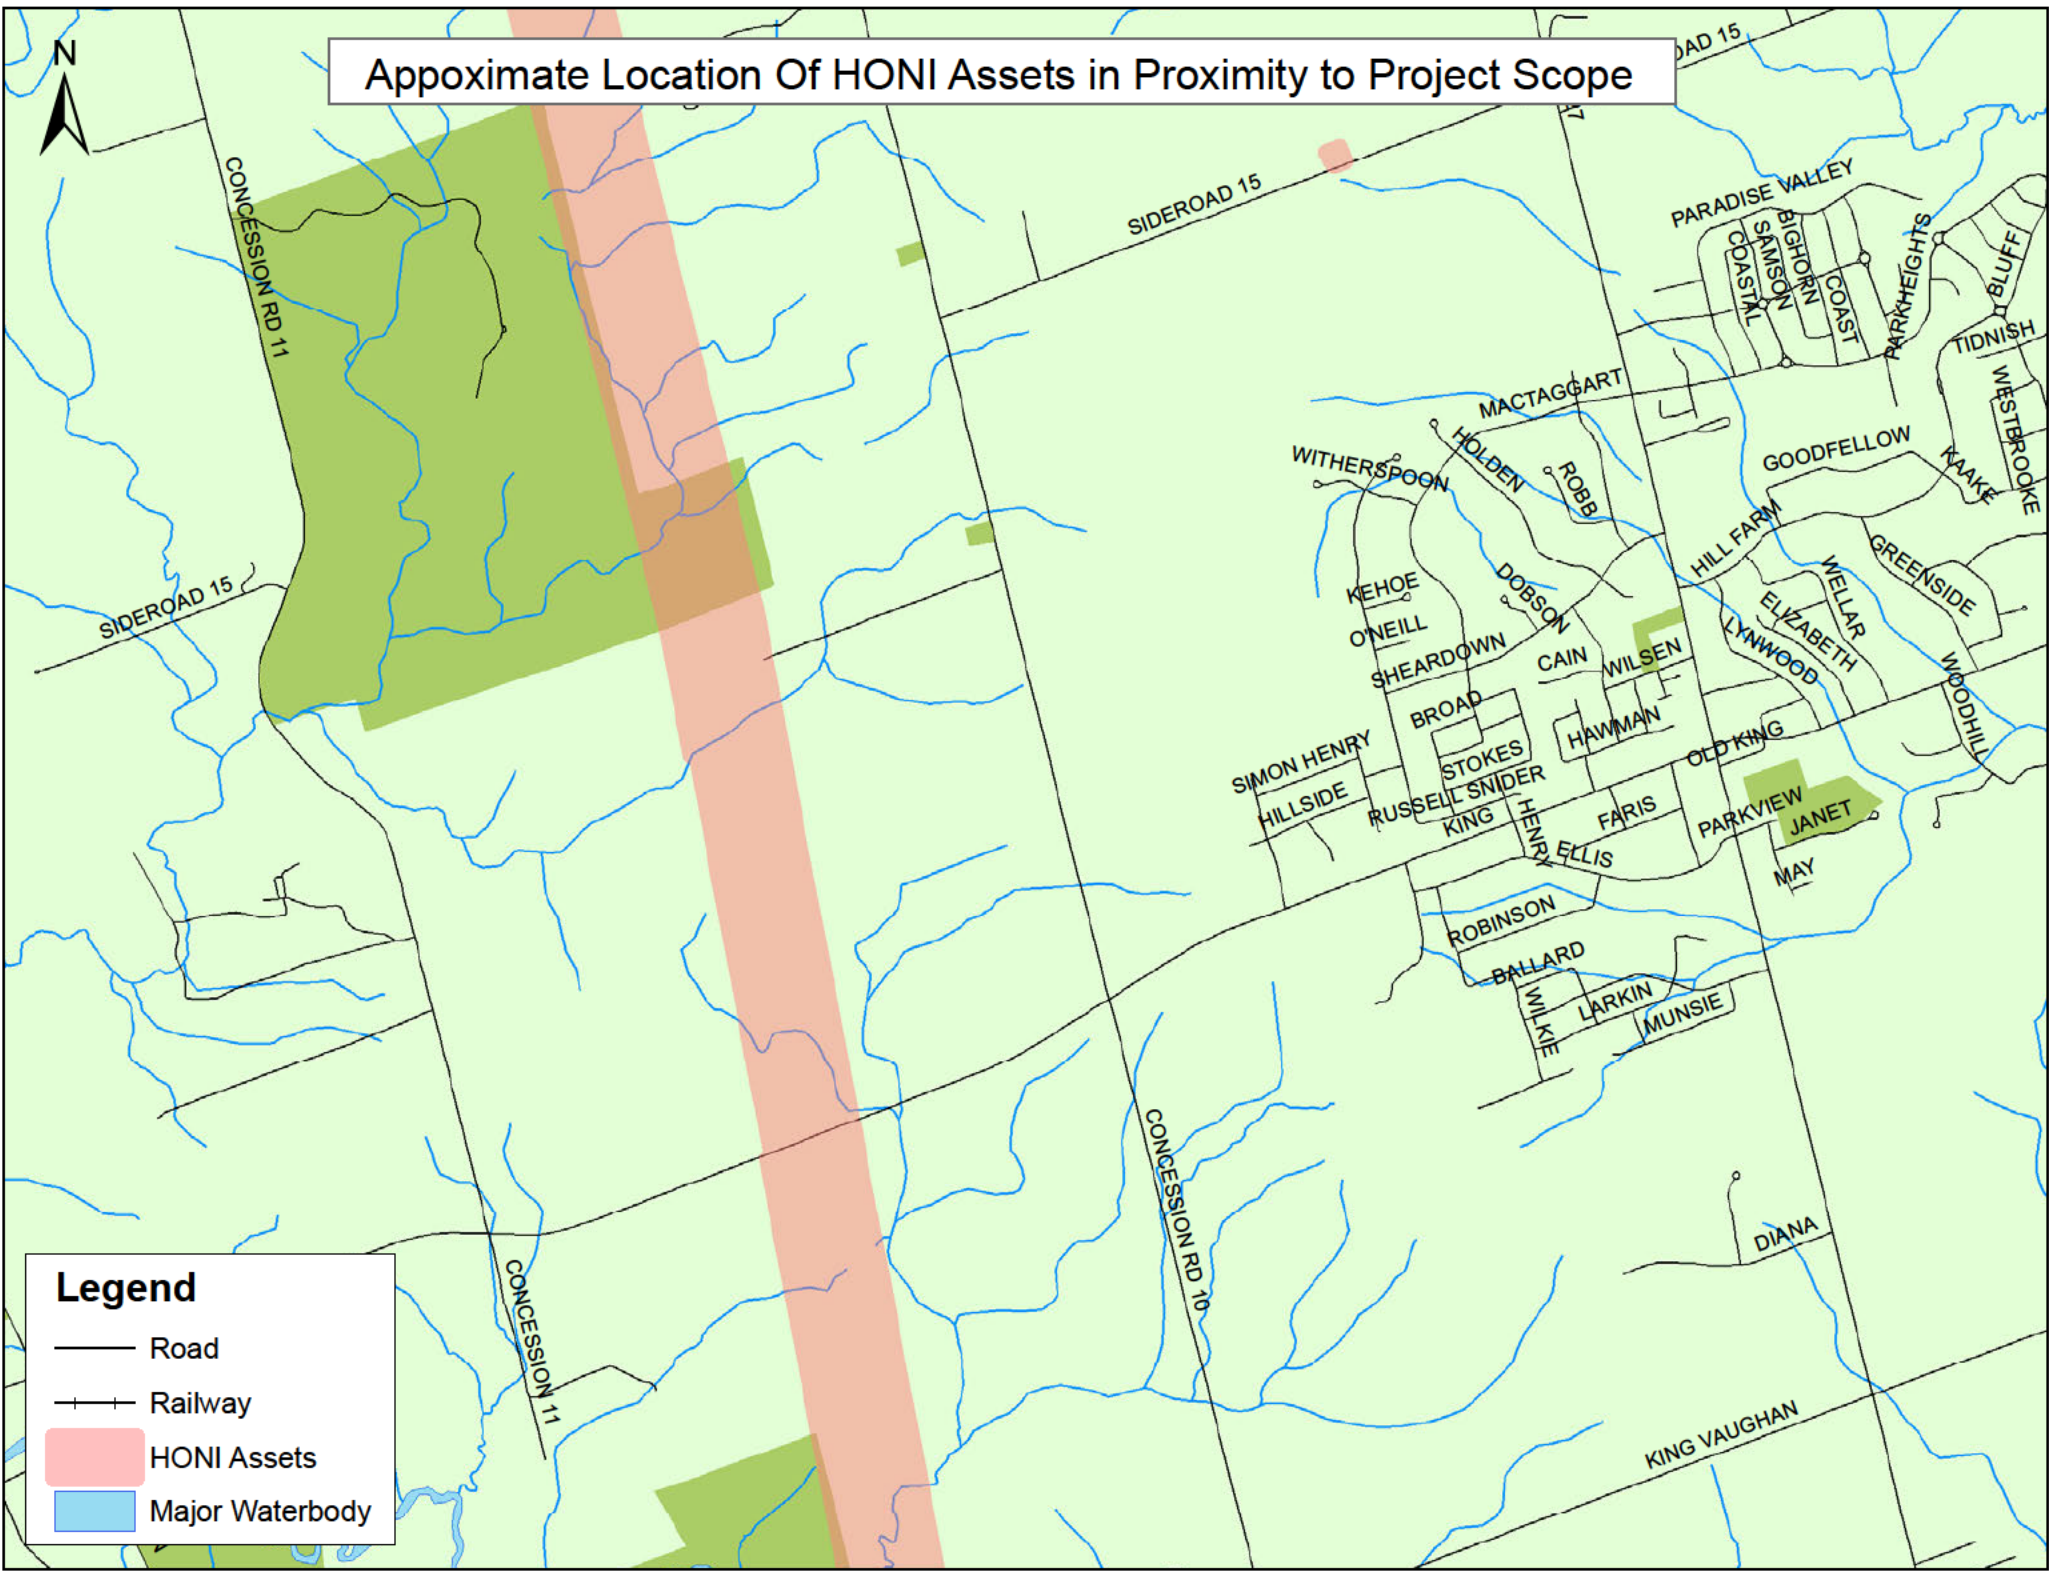 N
Appoximate Location Of HONI Assets in Proximity to Project Scope
OAD 15
CONCESSION RD 11
SIDEROAD 15
PARADISE VALLEY
COASTAL
SAMSON
BIGHORN
COAST
PARKHEIGHTS
BLUFF
TIDNISH
WESTBROOKE
MACTAGGART
WITHERSPOON
HOLDEN
ROBB
GOODFELLOW
KAAKE
HILL FARM
GREENSIDE
SIDEROAD 15
KEHOE
DOBSON
O'NEILL
ELIZABETH
WELLAR
LYNWOOD
SHEARDOWN
CAIN
WILSEN
WOODHILL
BROAD
HAWMAN
OLD KING
SIMON HENRY
STOKES
HILLSIDE
RUSSELL SNIDER
KING
HENRY
FARIS
PARKVIEW
JANET
ELLIS
MAY
ROBINSON
BALLARD
WILKIE
LARKIN
MUNSIE
CONCESSION RD 10
DIANA
CONCESSION 11
KING VAUGHAN
Legend
Road
Railway
HONI Assets
Major Waterbody